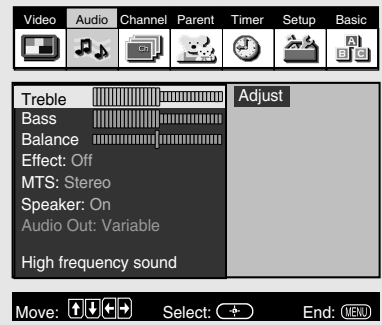 Video Audio Channel Parent Timer Setup Basic
Ch A B C
Treble Adjust
Bass
Balance
Effect: Off
MTS: Stereo
Speaker: On
Audio Out: Variable
High frequency sound
Move: Select: End: MENU